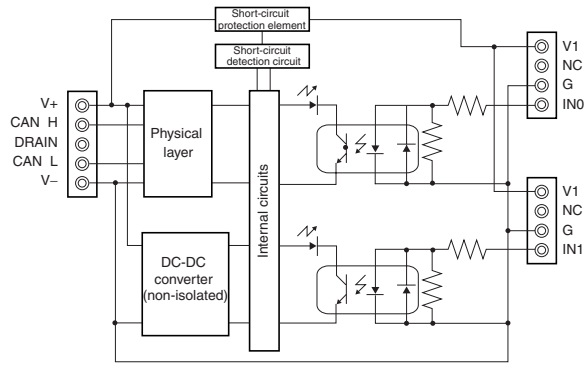 Short-circuit
protection element
Short-circuit
detection circuit
V+
CAN H
DRAIN
CAN L
V−
Physical
layer
DC-DC
converter
(non-isolated)
Internal circuits
V1
NC
G
IN0
V1
NC
G
IN1